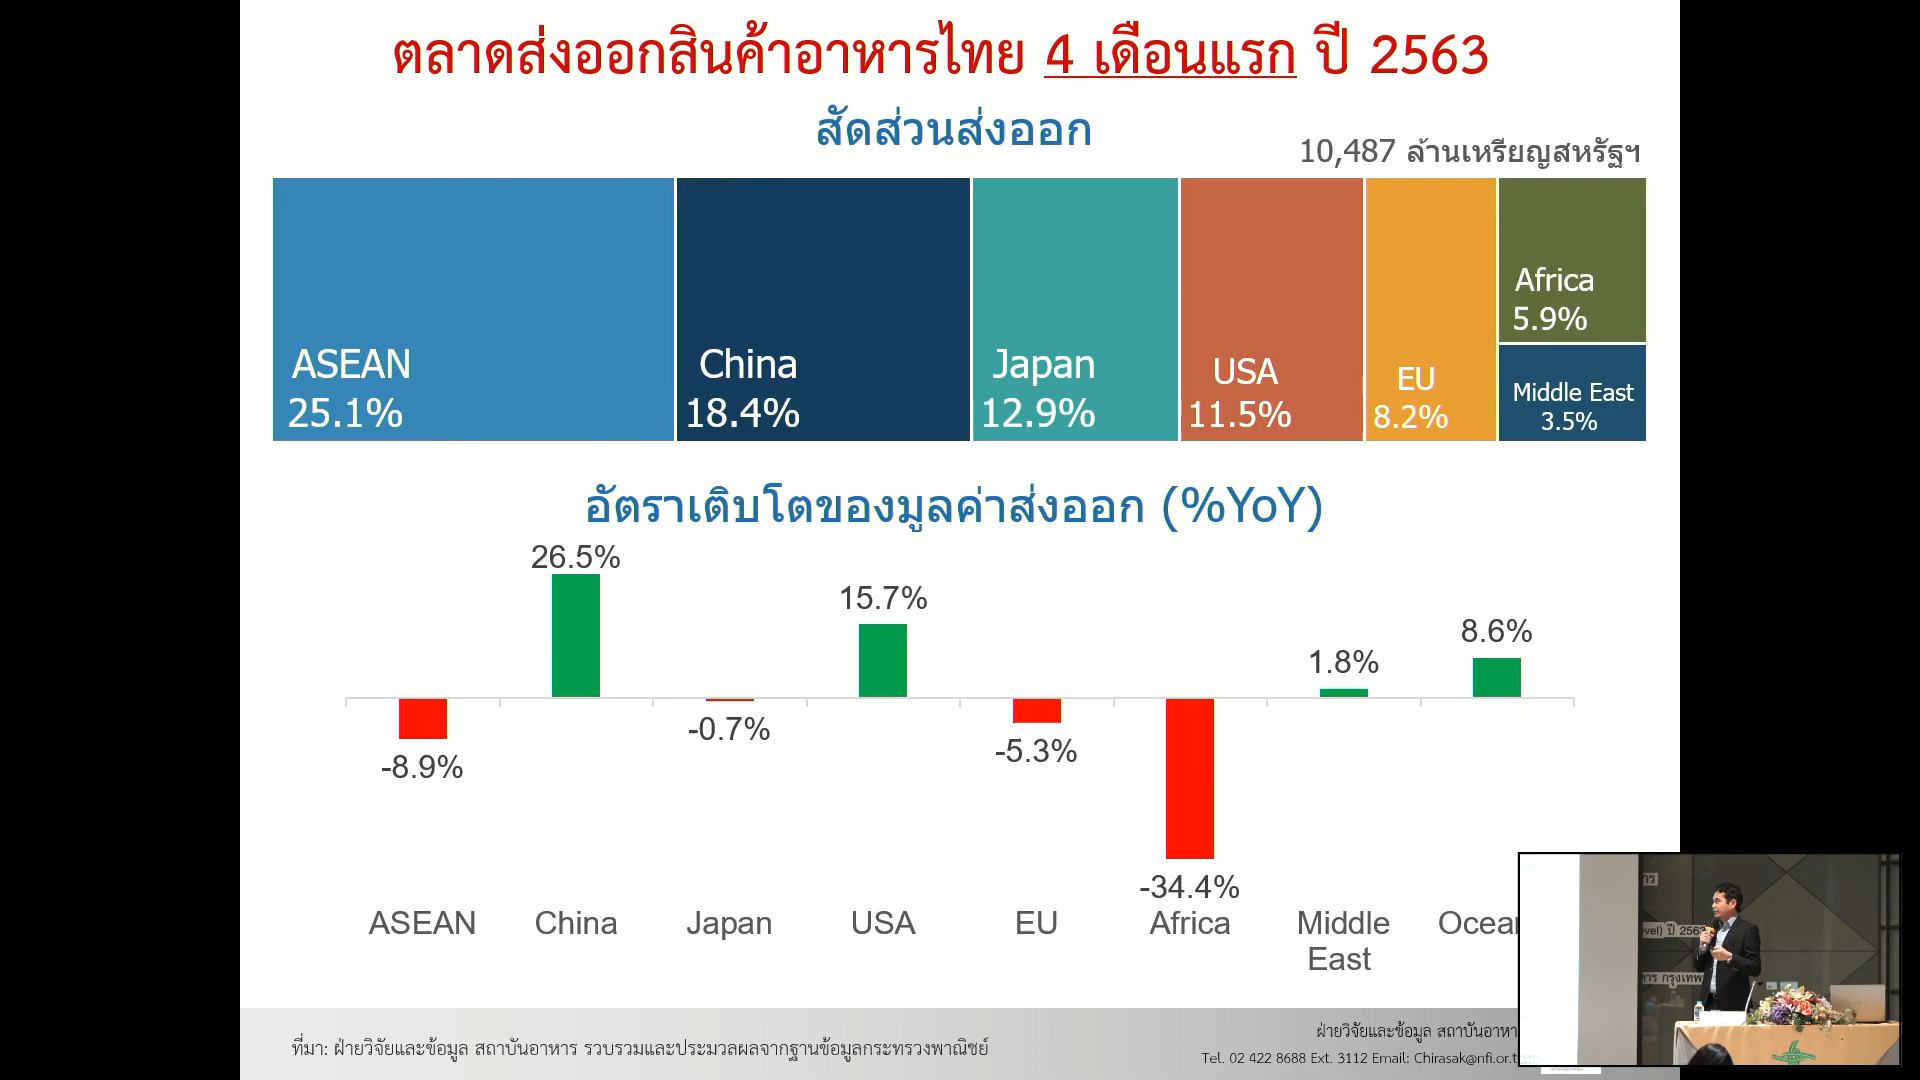 ตลาดส่งออกสินค้าอาหารไทย 4 เดือนแรก ปี 2563
สัดส่วนส่งออก
10,487 ล้านเหรียญสหรัฐฯ
ASEAN
25.1%
China
18.4%
Japan
12.9%
USA
11.5%
EU
8.2%
Africa
5.9%
Middle East
3.5%
อัตราเติบโตของมูลค่าส่งออก (%YoY)
26.5%
15.7%
8.6%
1.8%
-0.7%
-5.3%
-8.9%
-34.4%
ASEAN China Japan USA EU Africa Middle East
ที่มา: ฝ่ายวิจัยและข้อมูล สถาบันอาหาร รวบรวมและประมวลผลจากฐานข้อมูลกระทรวงพาณิชย์
ฝ่ายวิจัยและข้อมูล สถาบันอาหา
Tel. 02 422 8688 Ext. 3112 Email: Chirasak@nfi.or.t
ปี 2563
กรุงเทพ